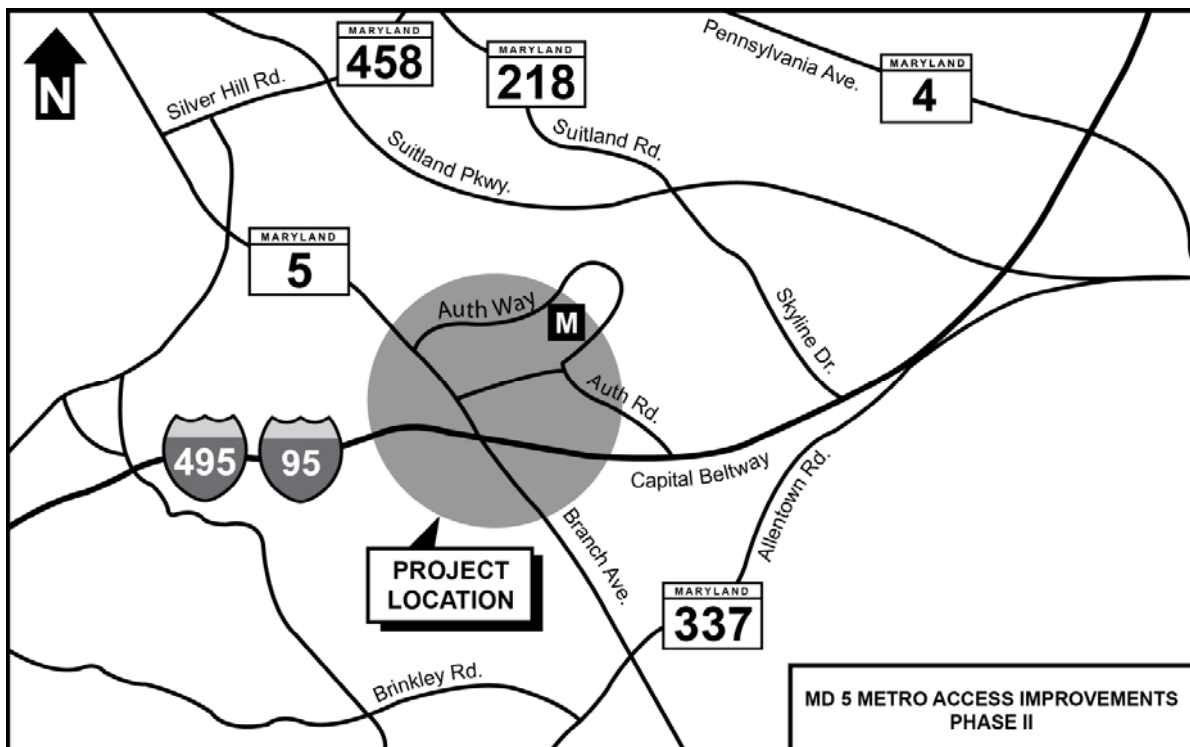 N
Silver Hill Rd.
MARYLAND
458
MARYLAND
218
Pennsylvania Ave.
MARYLAND
4
Suitland Rd.
Suitland Pkwy.
MARYLAND
5
Auth Way
M
Skyline Dr.
Auth Rd.
495
95
Capital Beltway
Allentown Rd.
Branch Ave.
PROJECT
LOCATION
MARYLAND
337
Brinkley Rd.
MD 5 METRO ACCESS IMPROVEMENTS
PHASE II